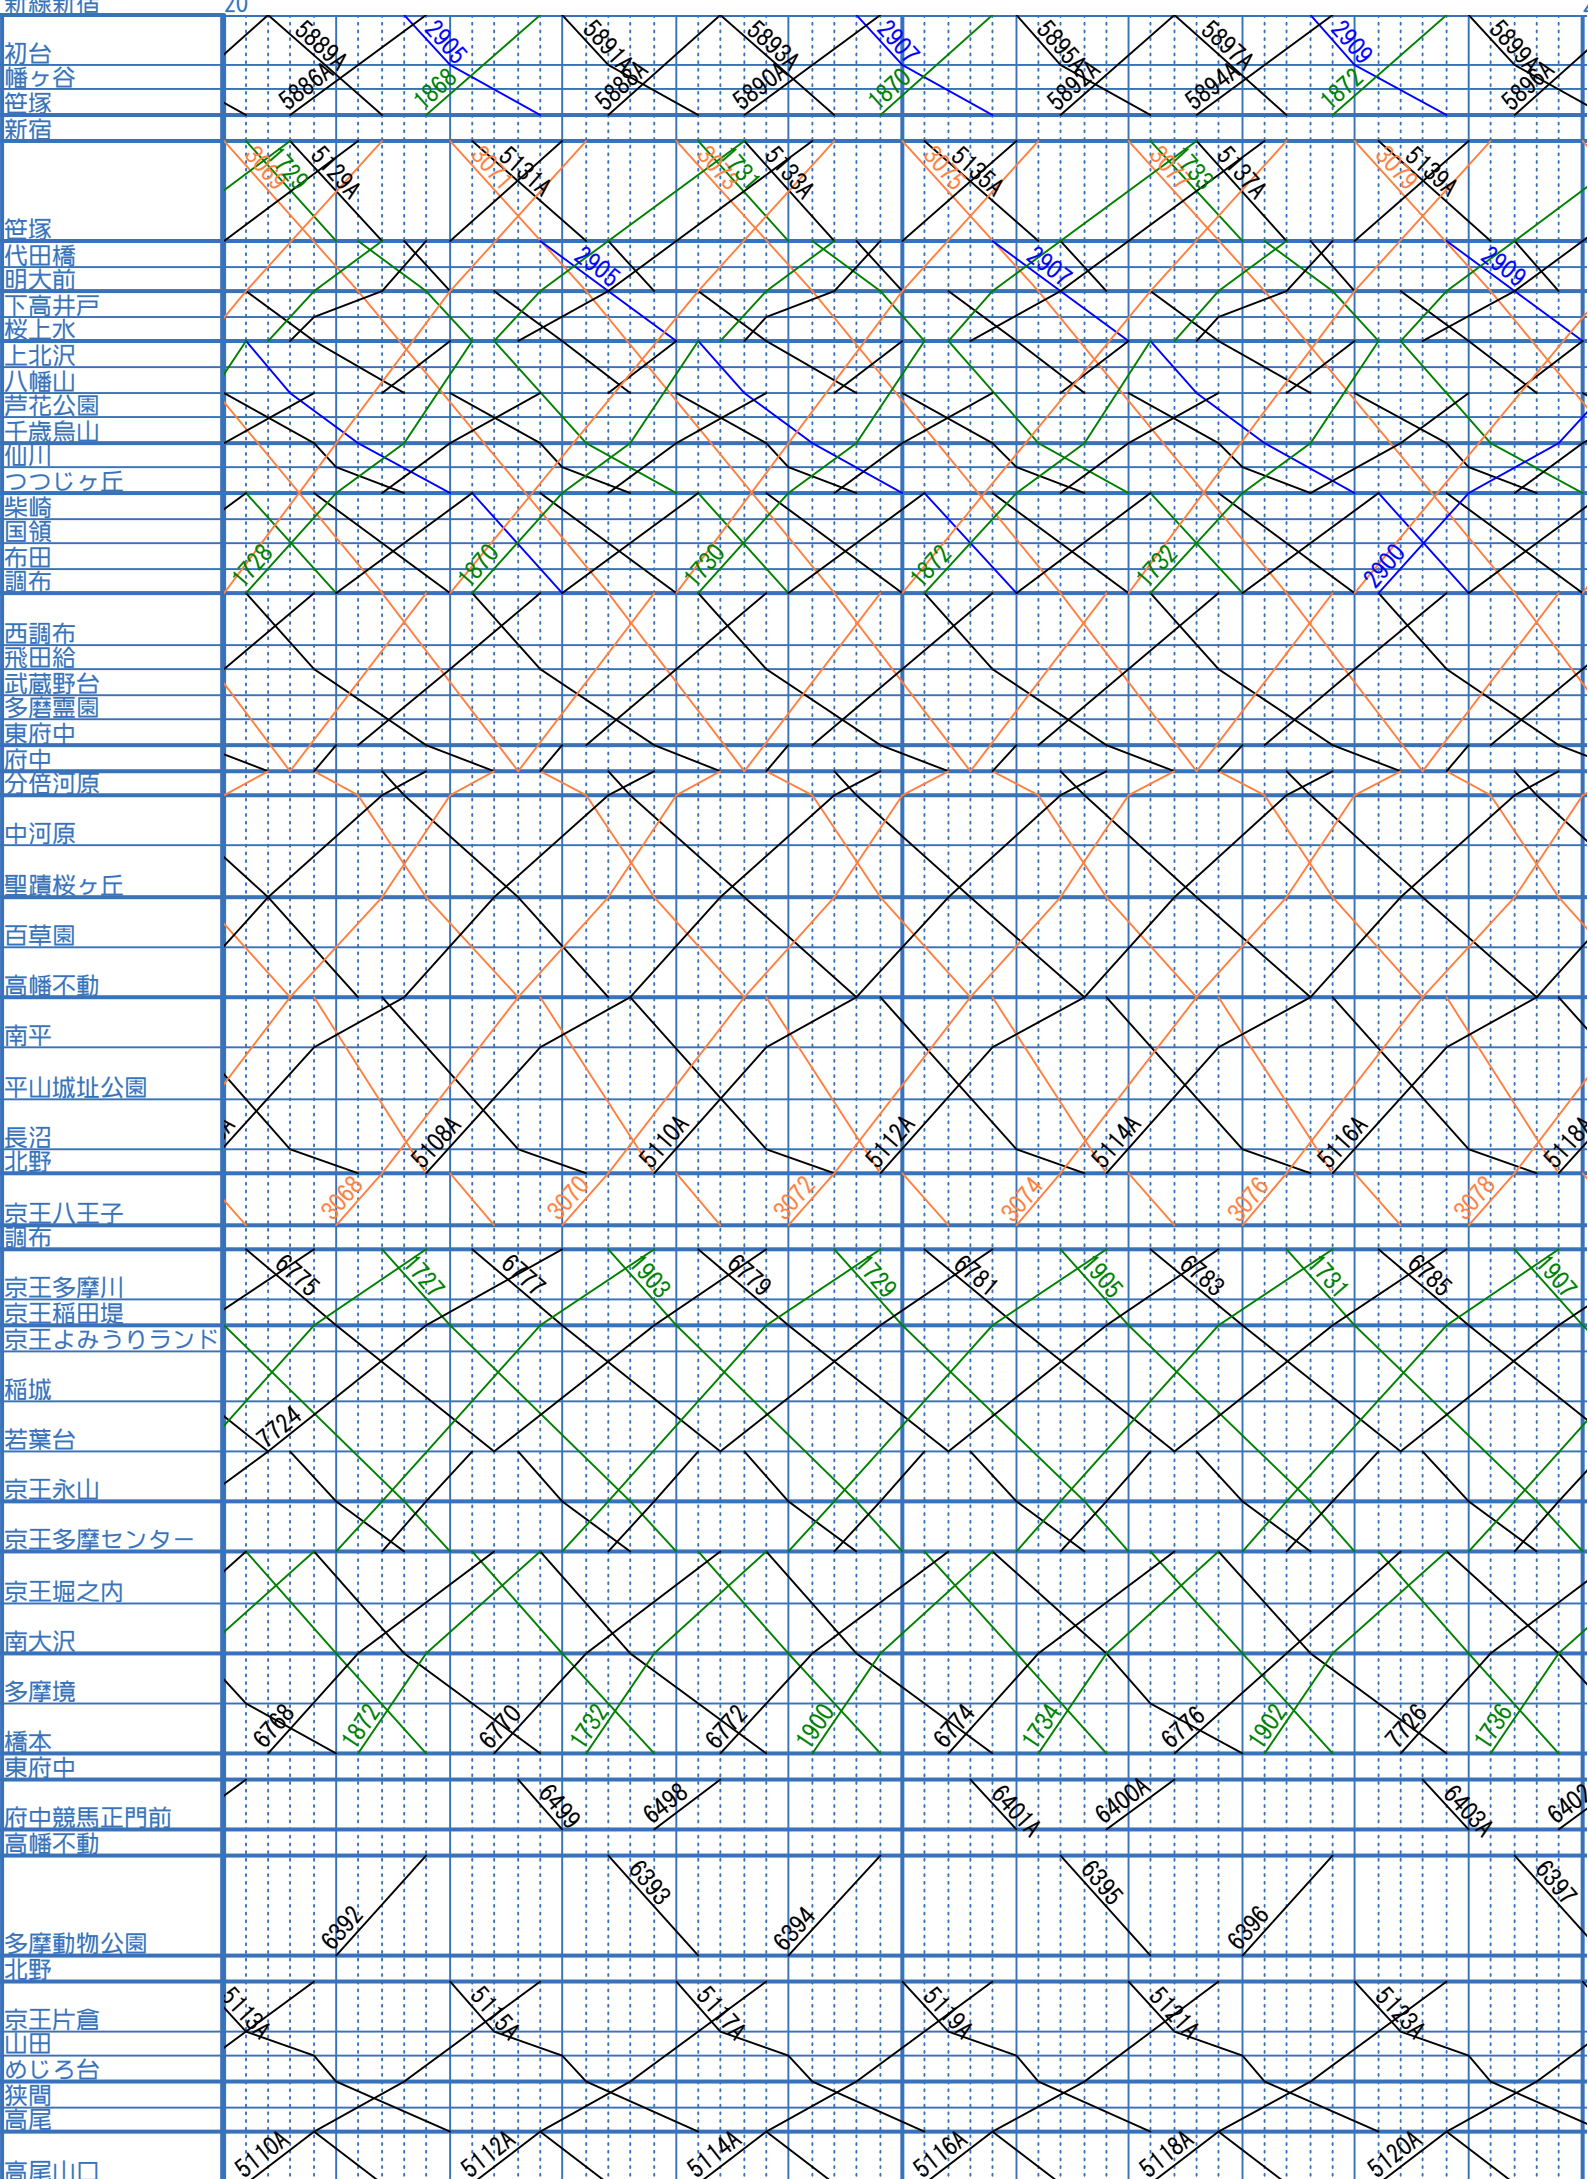 新線新宿 20
5889A 2905 5891A 5893A 2907 5895A 5897A 2909 5899A
初台
幡ヶ谷
5886A 1868 5888A 5890A 1870 5892A 5894A 1872
笹塚
新宿
3069 1729 5129A 3071 5131A 3073 1731 5133A 3075 5135A 1733 5137A 3079 5139A
笹塚
代田橋
2905 2907 2909
明大前
下高井戸
桜上水
上北沢
八幡山
芦花公園
千歳烏山
仙川
つつじヶ丘
柴崎
国領
布田
1728 1870 1730 1872 1732 2900
調布
西調布
飛田給
武蔵野台
多磨霊園
東府中
府中
分倍河原
中河原
聖蹟桜ヶ丘
百草園
高幡不動
南平
平山城址公園
長沼
5108A 5110A 5112A 5114A 5116A 5118A
北野
3068 3070 3072 3074 3076 3078
京王八王子
調布
6775 1727 6777 1903 6779 1729 6781 1905 6783 1731 6785 1907
京王多摩川
京王稲田堤
京王よみうりランド
稲城
7724
若葉台
京王永山
京王多摩センター
京王堀之内
南大沢
多摩境
6768 1872 6770 1732 6772 1900 6774 1734 6776 1902 7726 1736
橋本
東府中
6499 6498 6401A 6400A 6403A 6402
府中競馬正門前
高幡不動
6392 6393 6394 6395 6396 6397
多摩動物公園
北野
5113A 5115A 5117A 5119A 5121A 5123A
京王片倉
山田
めじろ台
狭間
高尾
5110A 5112A 5114A 5116A 5118A 5120A
高尾山口